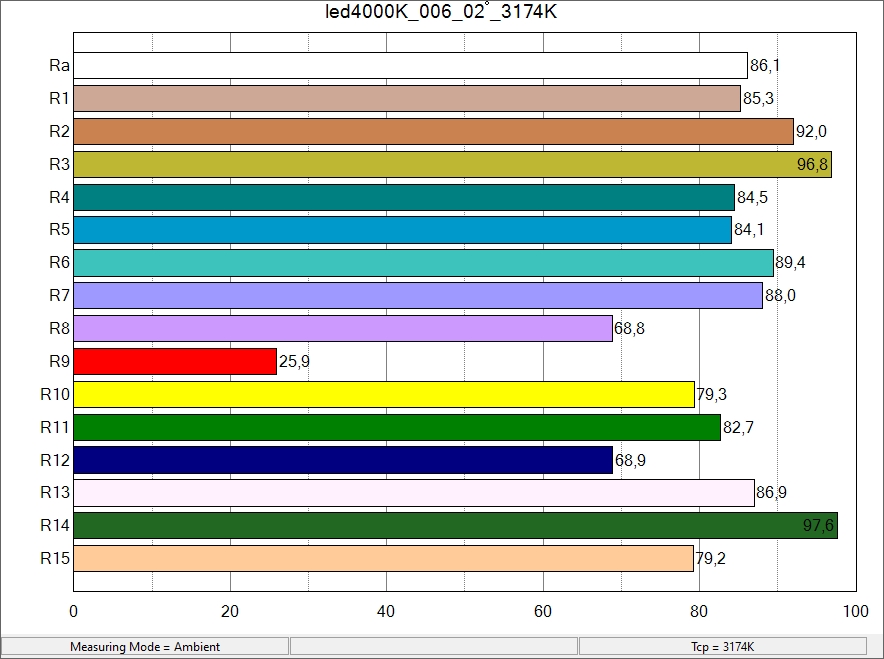 led4000K_006_02°_3174K
Ra 86,1
R1 85,3
R2 92,0
R3 96,8
R4 84,5
R5 84,1
R6 89,4
R7 88,0
R8 68,8
R9 25,9
R10 79,3
R11 82,7
R12 68,9
R13 86,9
R14 97,6
R15 79,2
0 20 40 60 80 100
Measuring Mode = Ambient Tcp = 3174K